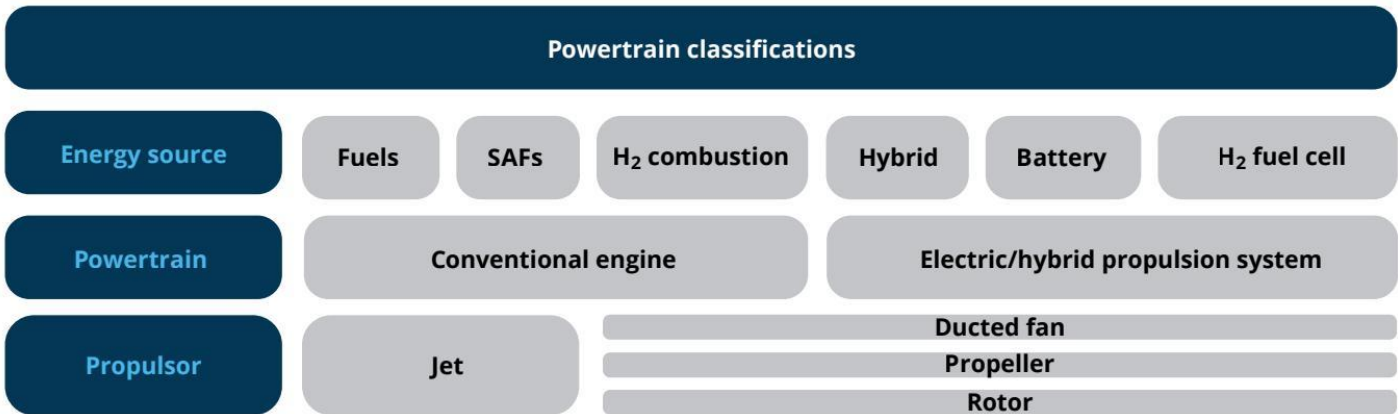 Powertrain classifications
Energy source
Fuels
SAFs
H₂ combustion
Hybrid
Battery
H₂ fuel cell
Powertrain
Conventional engine
Electric/hybrid propulsion system
Propulsor
Jet
Ducted fan
Propeller
Rotor